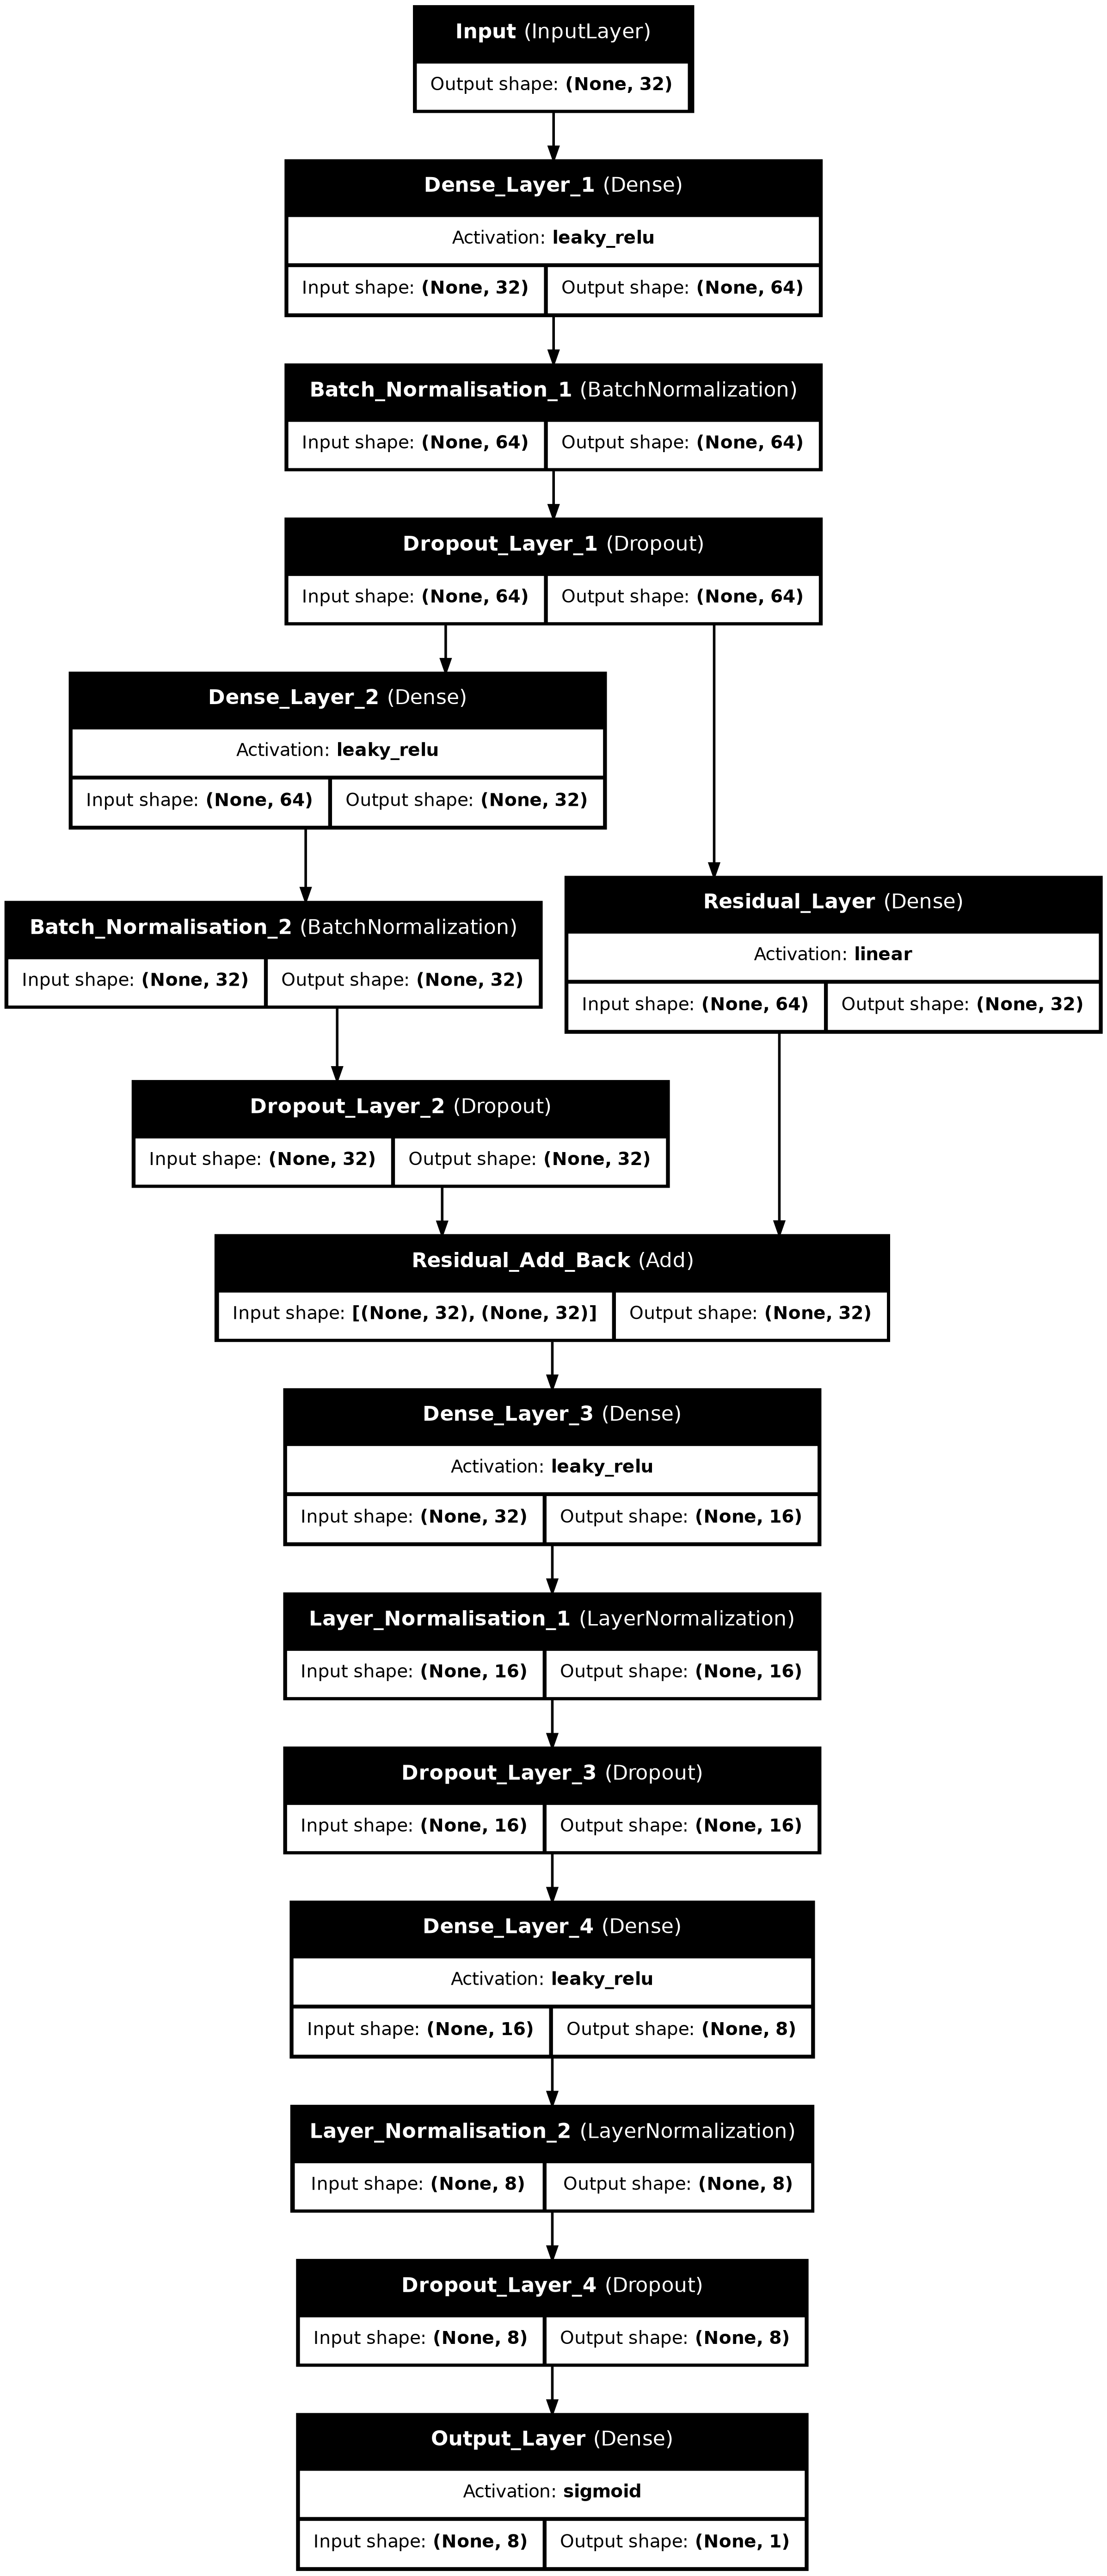 Input (InputLayer)
Output shape: (None, 32)
Dense_Layer_1 (Dense)
Activation: leaky_relu
Input shape: (None, 32) Output shape: (None, 64)
Batch_Normalisation_1 (BatchNormalization)
Input shape: (None, 64) Output shape: (None, 64)
Dropout_Layer_1 (Dropout)
Input shape: (None, 64) Output shape: (None, 64)
Dense_Layer_2 (Dense)
Activation: leaky_relu
Input shape: (None, 64) Output shape: (None, 32)
Batch_Normalisation_2 (BatchNormalization)
Input shape: (None, 32) Output shape: (None, 32)
Residual_Layer (Dense)
Activation: linear
Input shape: (None, 64) Output shape: (None, 32)
Dropout_Layer_2 (Dropout)
Input shape: (None, 32) Output shape: (None, 32)
Residual_Add_Back (Add)
Input shape: [(None, 32), (None, 32)] Output shape: (None, 32)
Dense_Layer_3 (Dense)
Activation: leaky_relu
Input shape: (None, 32) Output shape: (None, 16)
Layer_Normalisation_1 (LayerNormalization)
Input shape: (None, 16) Output shape: (None, 16)
Dropout_Layer_3 (Dropout)
Input shape: (None, 16) Output shape: (None, 16)
Dense_Layer_4 (Dense)
Activation: leaky_relu
Input shape: (None, 16) Output shape: (None, 8)
Layer_Normalisation_2 (LayerNormalization)
Input shape: (None, 8) Output shape: (None, 8)
Dropout_Layer_4 (Dropout)
Input shape: (None, 8) Output shape: (None, 8)
Output_Layer (Dense)
Activation: sigmoid
Input shape: (None, 8) Output shape: (None, 1)